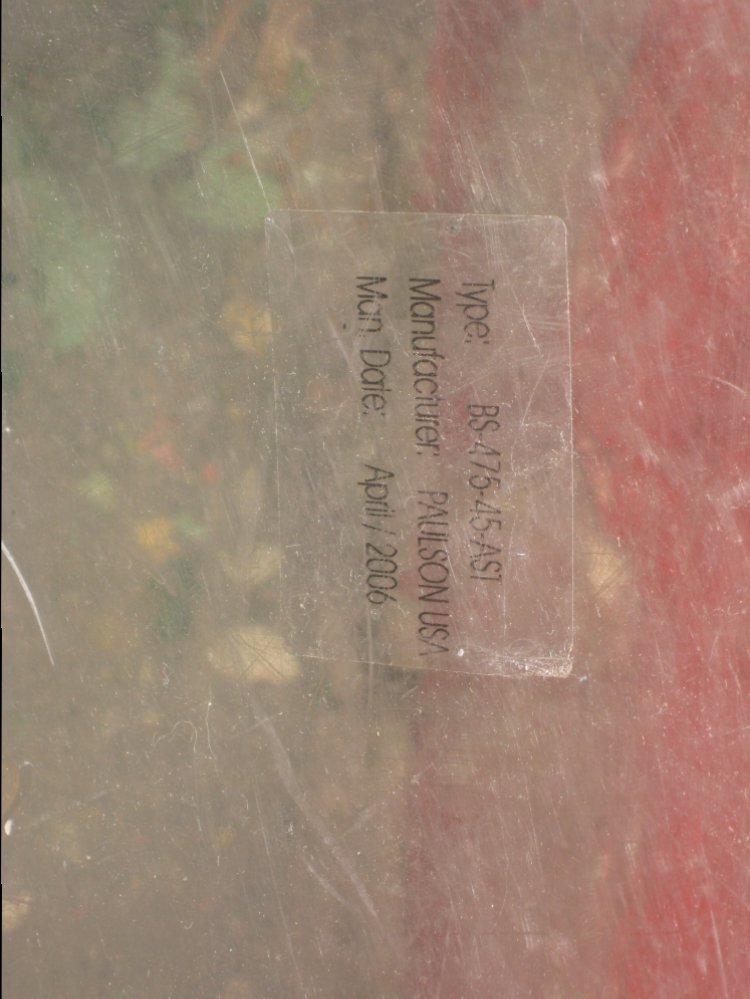 Type: BS-475-45-AST
Manufacturer: PAULSON USA
Man. Date: April / 2006